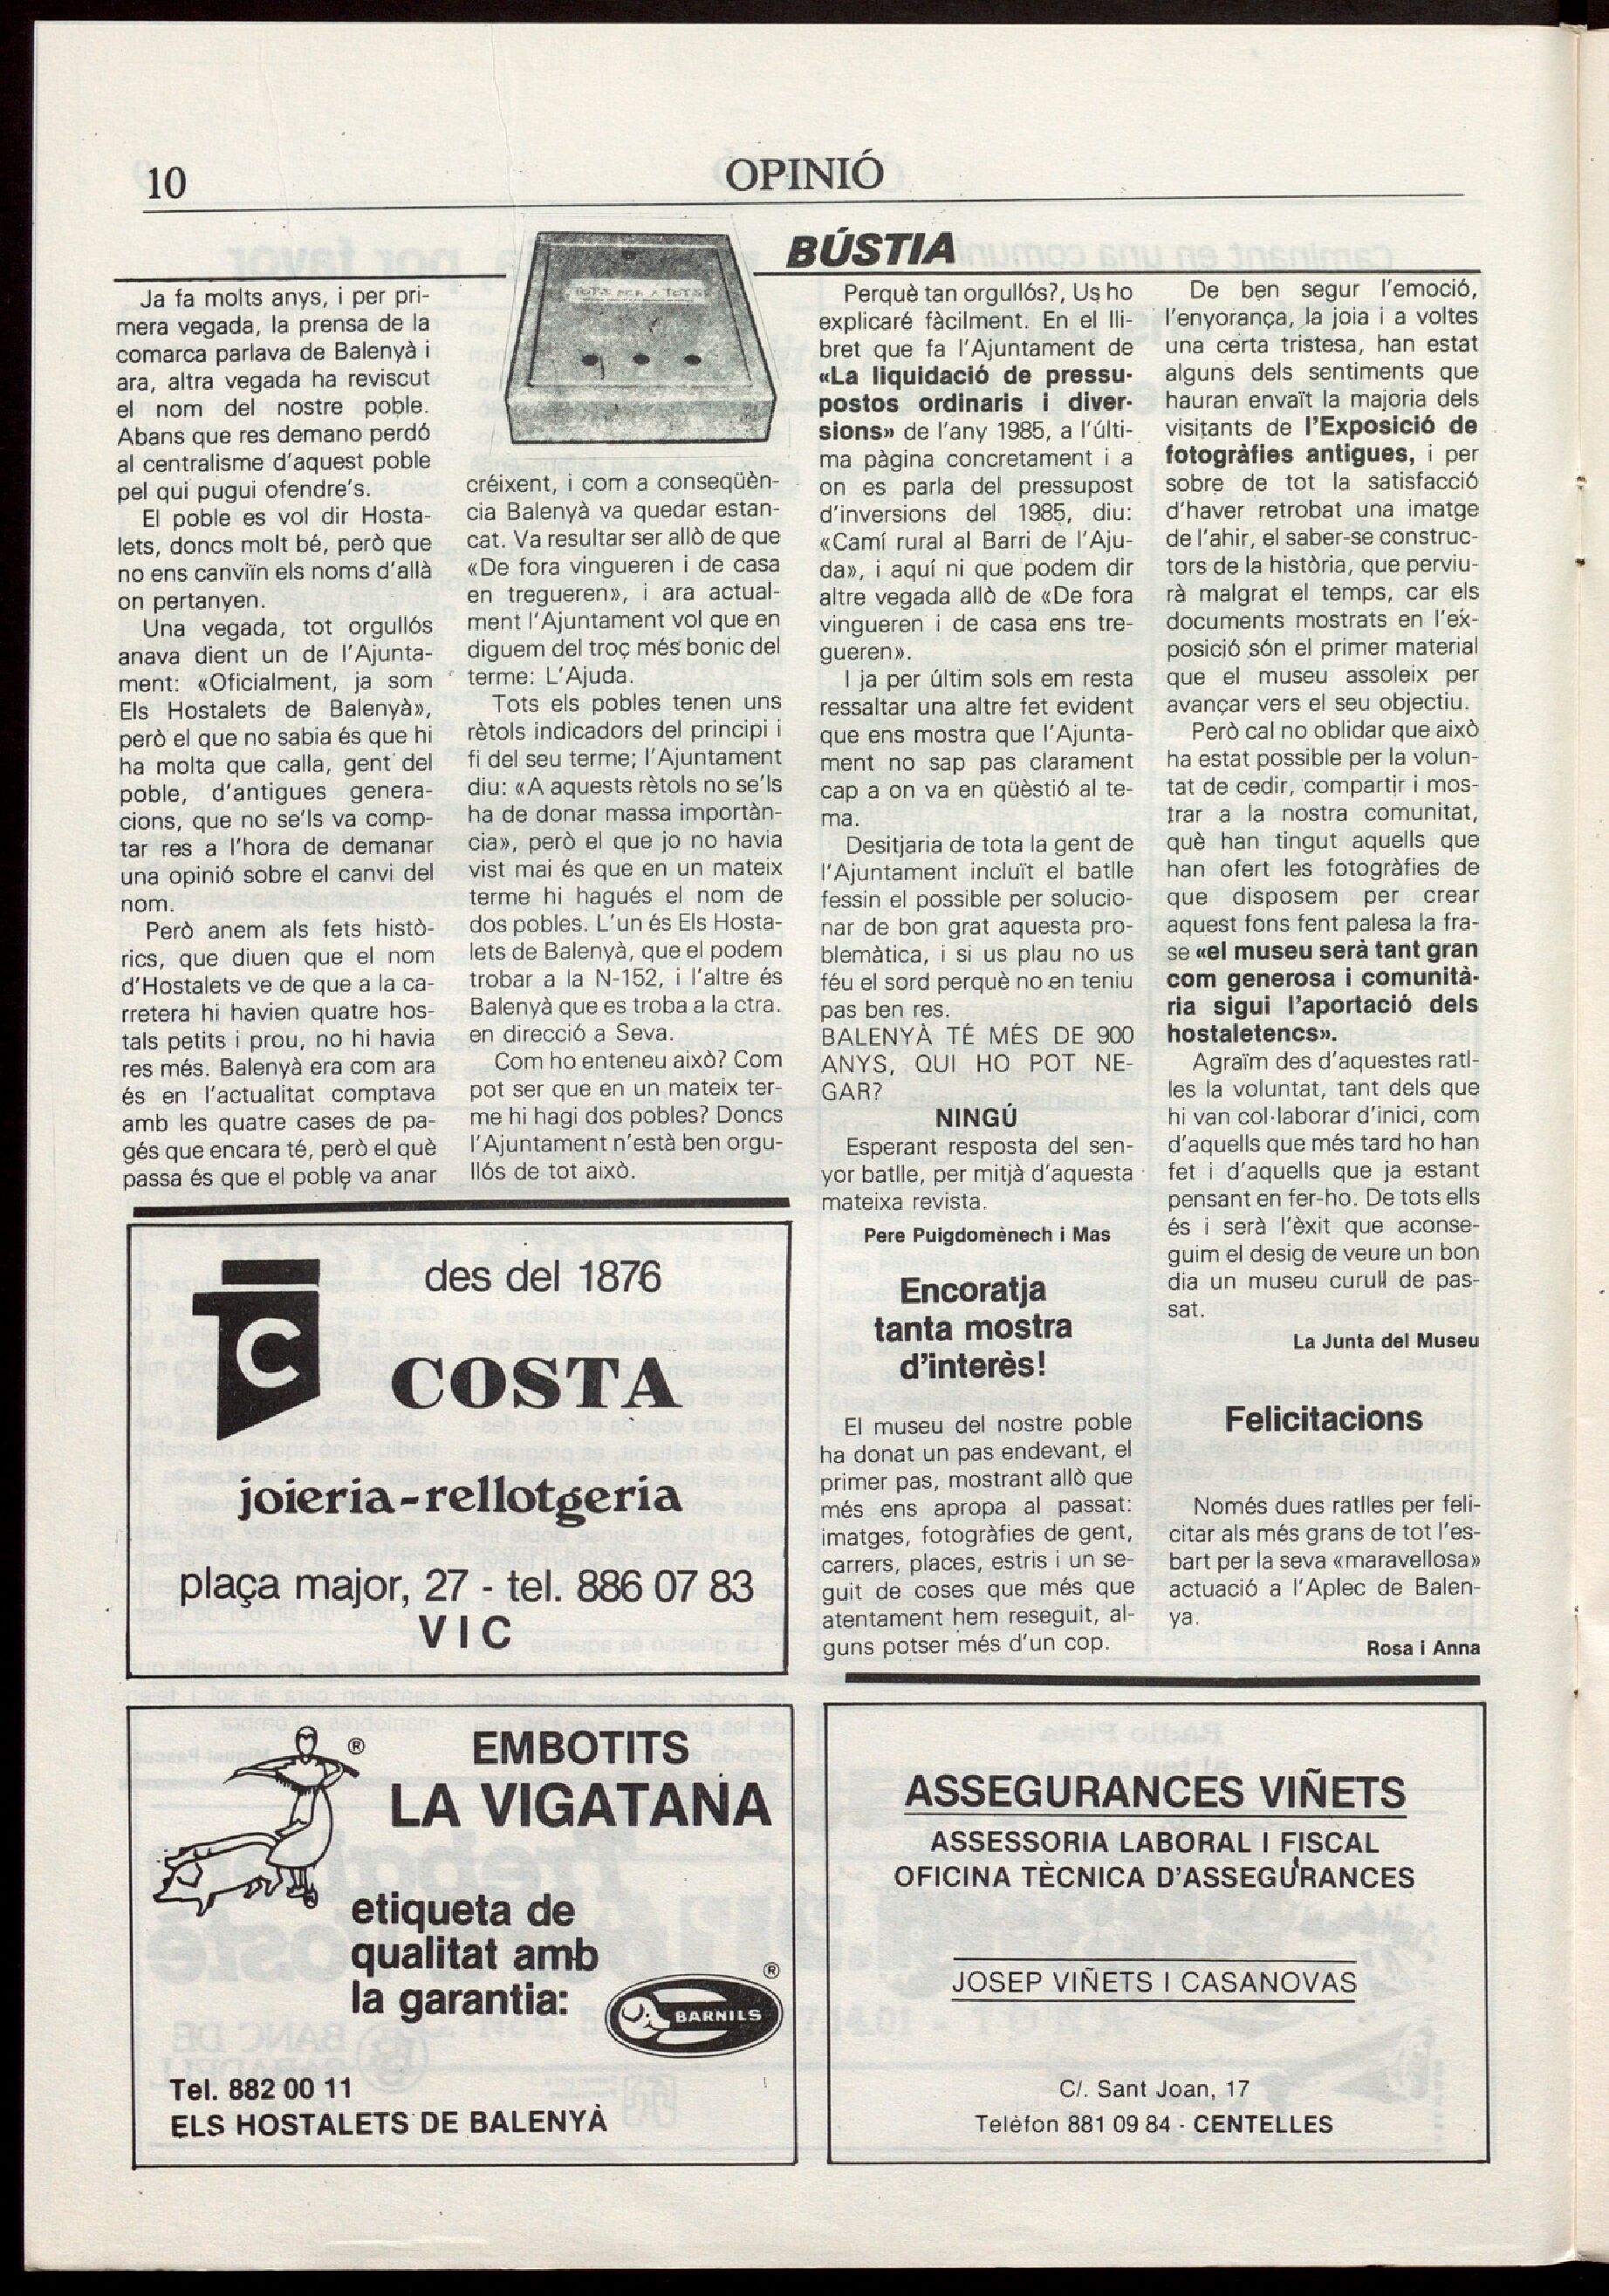 10
OPINIÓ
BÚSTIA
Ja fa molts anys, i per pri-
mera vegada, la prensa de la
comarca parlava de Balenyà i
ara, altra vegada ha reviscut
el nom del nostre poble.
Abans que res demano perdó
al centralisme d'aquest poble
pel qui pugui ofendre's.
El poble es vol dir Hosta-
lets, doncs molt bé, però que
no ens canviïn els noms d'allà
on pertanyen.
Una vegada, tot orgullós
anava dient un de l'Ajunta-
ment: «Oficialment, ja som
Els Hostalets de Balenyà»,
però el que no sabia és que hi
ha molta que calla, gent del
poble, d'antigues genera-
cions, que no se'ls va comp-
tar res a l'hora de demanar
una opinió sobre el canvi del
nom.
Però anem als fets histò-
rics, que diuen que el nom
d'Hostalets ve de que a la ca-
rretera hi havien quatre hos-
tals petits i prou, no hi havia
res més. Balenyà era com ara
és en l'actualitat comptava
amb les quatre cases de pa-
gés que encara té, però el què
passa és que el poble va anar
TOTS PER A TOTS
créixent, i com a conseqüèn-
cia Balenyà va quedar estan-
cat. Va resultar ser allò de que
«De fora vingueren i de casa
en tregueren», i ara actual-
ment l'Ajuntament vol que en
diguem del troç més bonic del
terme: L'Ajuda.
Tots els pobles tenen uns
rètols indicadors del principi i
fi del seu terme; l'Ajuntament
diu: «A aquests rètols no se'ls
ha de donar massa importàn-
cia», però el que jo no havia
vist mai és que en un mateix
terme hi hagués el nom de
dos pobles. L'un és Els Hosta-
lets de Balenyà, que el podem
trobar a la N-152, i l'altre és
Balenyà que es troba a la ctra.
en direcció a Seva.
Com ho enteneu això? Com
pot ser que en un mateix ter-
me hi hagi dos pobles? Doncs
l'Ajuntament n'està ben orgu-
llós de tot això.
Perquè tan orgullós?, Us ho
explicaré fàcilment. En el lli-
bret que fa l'Ajuntament de
«La liquidació de pressu-
postos ordinaris i diver-
sions» de l'any 1985, a l'últi-
ma pàgina concretament i a
on es parla del pressupost
d'inversions del 1985, diu:
«Camí rural al Barri de l'Aju-
da», i aquí ni que podem dir
altre vegada allò de «De fora
vingueren i de casa ens tre-
gueren».
I ja per últim sols em resta
ressaltar una altre fet evident
que ens mostra que l'Ajunta-
ment no sap pas clarament
cap a on va en qüèstió al te-
ma.
Desitjaria de tota la gent de
l'Ajuntament incluït el batlle
fessin el possible per solucio-
nar de bon grat aquesta pro-
blemàtica, i si us plau no us
féu el sord perquè no en teniu
pas ben res.
BALENYÀ TÉ MÉS DE 900
ANYS, QUI HO POT NE-
GAR?
NINGÚ
Esperant resposta del sen-
yor batlle, per mitjà d'aquesta
mateixa revista.
Pere Puigdomènech i Mas
Encoratja
tanta mostra
d'interès!
El museu del nostre poble
ha donat un pas endevant, el
primer pas, mostrant allò que
més ens apropa al passat:
imatges, fotogràfies de gent,
carrers, places, estris i un se-
guit de coses que més que
atentament hem reseguit, al-
guns potser més d'un cop.
De ben segur l'emoció,
l'enyorança, la joia i a voltes
una certa tristesa, han estat
alguns dels sentiments que
hauran envaït la majoria dels
visitants de l'Exposició de
fotogràfies antigues, i per
sobre de tot la satisfacció
d'haver retrobat una imatge
de l'ahir, el saber-se construc-
tors de la història, que perviu-
rà malgrat el temps, car els
documents mostrats en l'ex-
posició són el primer material
que el museu assoleix per
avançar vers el seu objectiu.
Però cal no oblidar que això
ha estat possible per la volun-
tat de cedir, compartir i mos-
trar a la nostra comunitat,
què han tingut aquells que
han ofert les fotogràfies de
que disposem per crear
aquest fons fent palesa la fra-
se «el museu serà tant gran
com generosa i comunità-
ria sigui l'aportació dels
hostaletencs».
Agraïm des d'aquestes ratl-
les la voluntat, tant dels que
hi van col·laborar d'inici, com
d'aquells que més tard ho han
fet i d'aquells que ja estant
pensant en fer-ho. De tots ells
és i serà l'èxit que aconse-
guim el desig de veure un bon
dia un museu curull de pas-
sat.
La Junta del Museu
Felicitacions
Només dues ratlles per feli-
citar als més grans de tot l'es-
bart per la seva «maravellosa»
actuació a l'Aplec de Balen-
ya.
Rosa i Anna
des del 1876
C
COSTA
joieria-rellotgeria
plaça major, 27 - tel. 886 07 83
VIC
®
EMBOTITS
LA VIGATANA
etiqueta de
qualitat amb
la garantia:
®
BARNILS
Tel. 882 00 11
ELS HOSTALETS DE BALENYÀ
ASSEGURANCES VIÑETS
ASSESSORIA LABORAL I FISCAL
OFICINA TÈCNICA D'ASSEGURANCES
JOSEP VIÑETS I CASANOVAS
C/. Sant Joan, 17
Telèfon 881 09 84 - CENTELLES